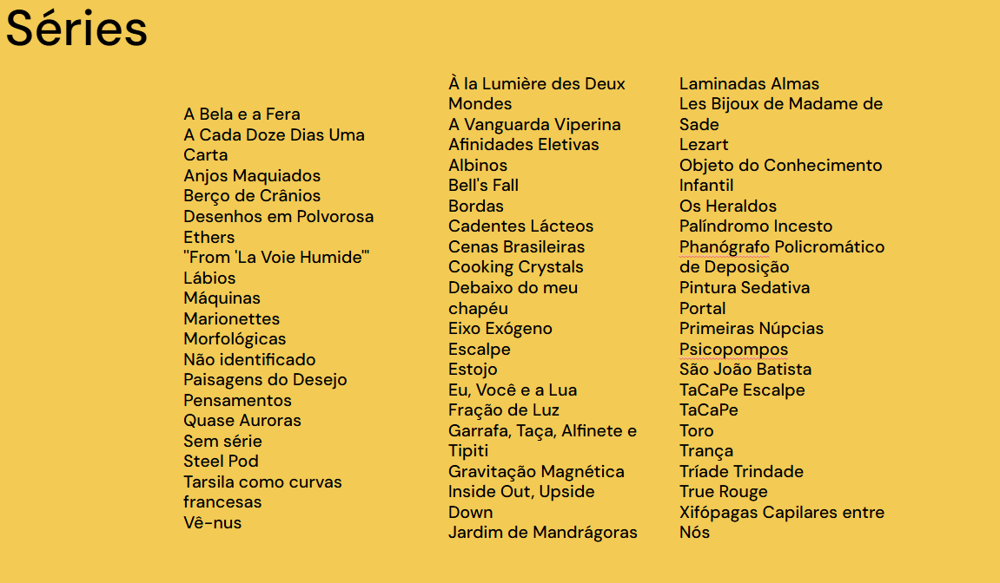 Séries
A Bela e a Fera
A Cada Doze Dias Uma
Carta
Anjos Maquiados
Berço de Crânios
Desenhos em Polvorosa
Ethers
"From 'La Voie Humide'"
Lábios
Máquinas
Marionettes
Morfológicas
Não identificado
Paisagens do Desejo
Pensamentos
Quase Auroras
Sem série
Steel Pod
Tarsila como curvas
francesas
Vê-nus
À la Lumière des Deux
Mondes
A Vanguarda Viperina
Afinidades Eletivas
Albinos
Bell's Fall
Bordas
Cadentes Lácteos
Cenas Brasileiras
Cooking Crystals
Debaixo do meu
chapéu
Eixo Exógeno
Escalpe
Estojo
Eu, Você e a Lua
Fração de Luz
Garrafa, Taça, Alfinete e
Tipiti
Gravitação Magnética
Inside Out, Upside
Down
Jardim de Mandrágoras
Laminadas Almas
Les Bijoux de Madame de
Sade
Lezart
Objeto do Conhecimento
Infantil
Os Heraldos
Palíndromo Incesto
Phanógrafo Policromático
de Deposição
Pintura Sedativa
Portal
Primeiras Núpcias
Psicopompos
São João Batista
TaCaPe Escalpe
TaCaPe
Toro
Trança
Tríade Trindade
True Rouge
Xifópagas Capilares entre
Nós